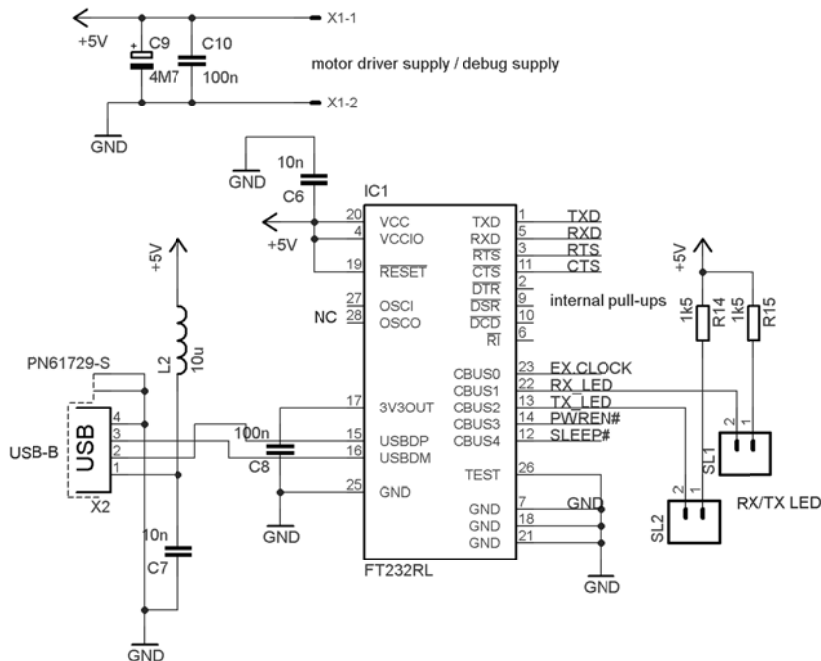 X1-1
+5V
+
C9
4M7
C10
100n
motor driver supply / debug supply
X1-2
GND
10n
C6
GND
+5V
IC1
20 VCC
4 VCCIO
19 RESET
27 OSCI
28 OSCO
NC
17 3V3OUT
15 USBDP
16 USBDM
25 GND
TXD 1 TXD
RXD 5 RXD
RTS 3 RTS
CTS 11 CTS
DTR 2
DSR 9
DCD 10
RI 6
internal pull-ups
CBUS0 23 EX.CLOCK
CBUS1 22 RX_LED
CBUS2 13 TX_LED
CBUS3 14 PWREN#
CBUS4 12 SLEEP#
TEST 26
GND 7 GND
GND 18
GND 21
FT232RL
GND
+5V
L2
10u
PN61729-S
USB-B
USB
4
3
2
1
X2
100n
C8
GND
10n
C7
GND
+5V
1k5
R14
1k5
R15
2
1
SL1
2
1
SL2
RX/TX LED